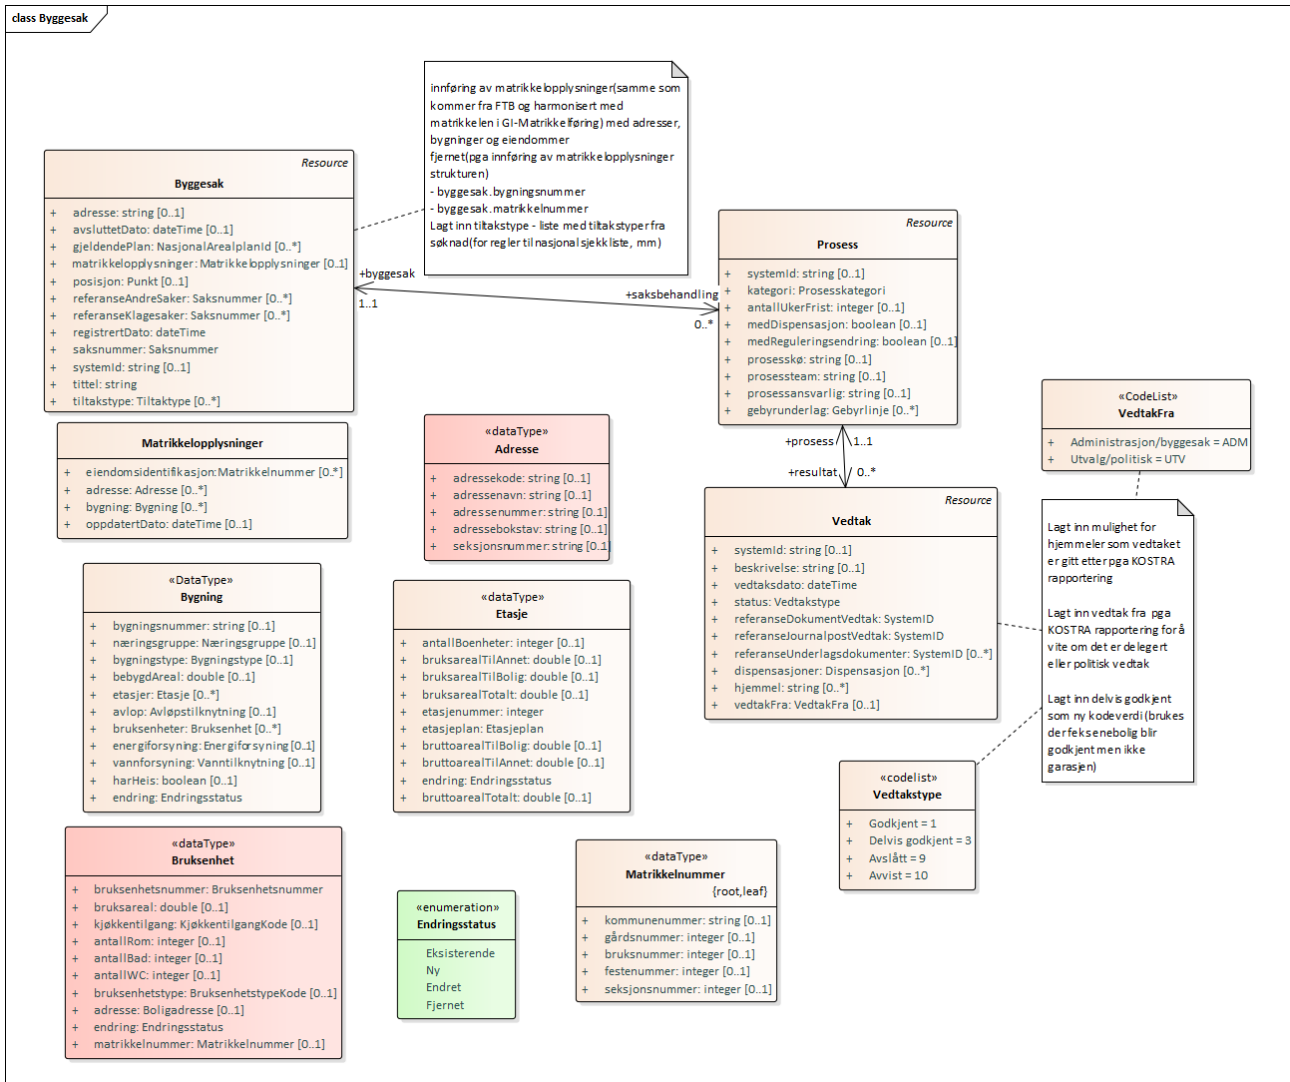 class Byggesak
innføring av matrikkelopplysninger(samme som
kommer fra FTB og harmonisert med
matrikkelen i GI-Matrikkelføring) med adresser,
bygninger og eiendommer
fjernet(pga innføring av matrikkelopplysninger
strukturen)
- byggesak.bygningsnummer
- byggesak.matrikkelnummer
Lagt inn tiltakstype - liste med tiltakstyper fra
søknad(for regler til nasjonal sjekkliste, mm)
Resource
Byggesak
+ adresse: string [0..1]
+ avsluttetDato: dateTime [0..1]
+ gjeldendePlan: NasjonalArealplanId [0..*]
+ matrikkelopplysninger: Matrikkelopplysninger [0..1]
+ posisjon: Punkt [0..1]
+ referanseAndreSaker: Saksnummer [0..*]
+ referanseKlagesaker: Saksnummer [0..*]
+ registrertDato: dateTime
+ saksnummer: Saksnummer
+ systemId: string [0..1]
+ tittel: string
+ tiltakstype: Tiltaktype [0..*]
+byggesak
1..1
+saksbehandling
0..*
Resource
Prosess
+ systemId: string [0..1]
+ kategori: Prosesskategori
+ antallUkerFrist: integer [0..1]
+ medDispensasjon: boolean [0..1]
+ medReguleringsendring: boolean [0..1]
+ prosesskø: string [0..1]
+ prosessteam: string [0..1]
+ prosessansvarlig: string [0..1]
+ gebyrunderlag: Gebyrlinje [0..*]
+prosess 1..1
+resultat 0..*
«CodeList»
VedtakFra
+ Administrasjon/byggesak = ADM
+ Utvalg/politisk = UTV
Matrikkelopplysninger
+ eiendomsidentifikasjon:Matrikkelnummer [0..*]
+ adresse: Adresse [0..*]
+ bygning: Bygning [0..*]
+ oppdatertDato: dateTime [0..1]
«dataType»
Adresse
+ adressekode: string [0..1]
+ adressenavn: string [0..1]
+ adressenummer: string [0..1]
+ adressebokstav: string [0..1]
+ seksjonsnummer: string [0..1]
Resource
Vedtak
+ systemId: string [0..1]
+ beskrivelse: string [0..1]
+ vedtaksdato: dateTime
+ status: Vedtakstype
+ referanseDokumentVedtak: SystemID
+ referanseJournalpostVedtak: SystemID
+ referanseUnderlagsdokumenter: SystemID [0..*]
+ dispensasjoner: Dispensasjon [0..*]
+ hjemmel: string [0..*]
+ vedtakFra: VedtakFra [0..1]
Lagt inn mulighet for
hjemmeler som vedtaket
er gitt etter pga KOSTRA
rapportering
Lagt inn vedtak fra pga
KOSTRA rapportering for å
vite om det er delegert
eller politisk vedtak
Lagt inn delvis godkjent
som ny kodeverdi (brukes
der feks enebolig blir
godkjent men ikke
garasjen)
«DataType»
Bygning
+ bygningsnummer: string [0..1]
+ næringsgruppe: Næringsgruppe [0..1]
+ bygningstype: Bygningstype [0..1]
+ bebygdAreal: double [0..1]
+ etasjer: Etasje [0..*]
+ avlop: Avløpstilknytning [0..1]
+ bruksenheter: Bruksenhet [0..*]
+ energiforsyning: Energiforsyning [0..1]
+ vannforsyning: Vanntilknytning [0..1]
+ harHeis: boolean [0..1]
+ endring: Endringsstatus
«dataType»
Etasje
+ antallBoenheter: integer [0..1]
+ bruksarealTilAnnet: double [0..1]
+ bruksarealTilBolig: double [0..1]
+ bruksarealTotalt: double [0..1]
+ etasjenummer: integer
+ etasjeplan: Etasjeplan
+ bruttoarealTilBolig: double [0..1]
+ bruttoarealTilAnnet: double [0..1]
+ endring: Endringsstatus
+ bruttoarealTotalt: double [0..1]
«codelist»
Vedtakstype
+ Godkjent = 1
+ Delvis godkjent = 3
+ Avslått = 9
+ Avvist = 10
«dataType»
Bruksenhet
+ bruksenhetsnummer: Bruksenhetsnummer
+ bruksareal: double [0..1]
+ kjøkkentilgang: KjøkkentilgangKode [0..1]
+ antallRom: integer [0..1]
+ antallBad: integer [0..1]
+ antallWC: integer [0..1]
+ bruksenhetstype: BruksenhetstypeKode [0..1]
+ adresse: Boligadresse [0..1]
+ endring: Endringsstatus
+ matrikkelnummer: Matrikkelnummer [0..1]
«enumeration»
Endringsstatus
Eksisterende
Ny
Endret
Fjernet
«dataType»
Matrikkelnummer
{root,leaf}
+ kommunenummer: string [0..1]
+ gårdsnummer: integer [0..1]
+ bruksnummer: integer [0..1]
+ festenummer: integer [0..1]
+ seksjonsnummer: integer [0..1]